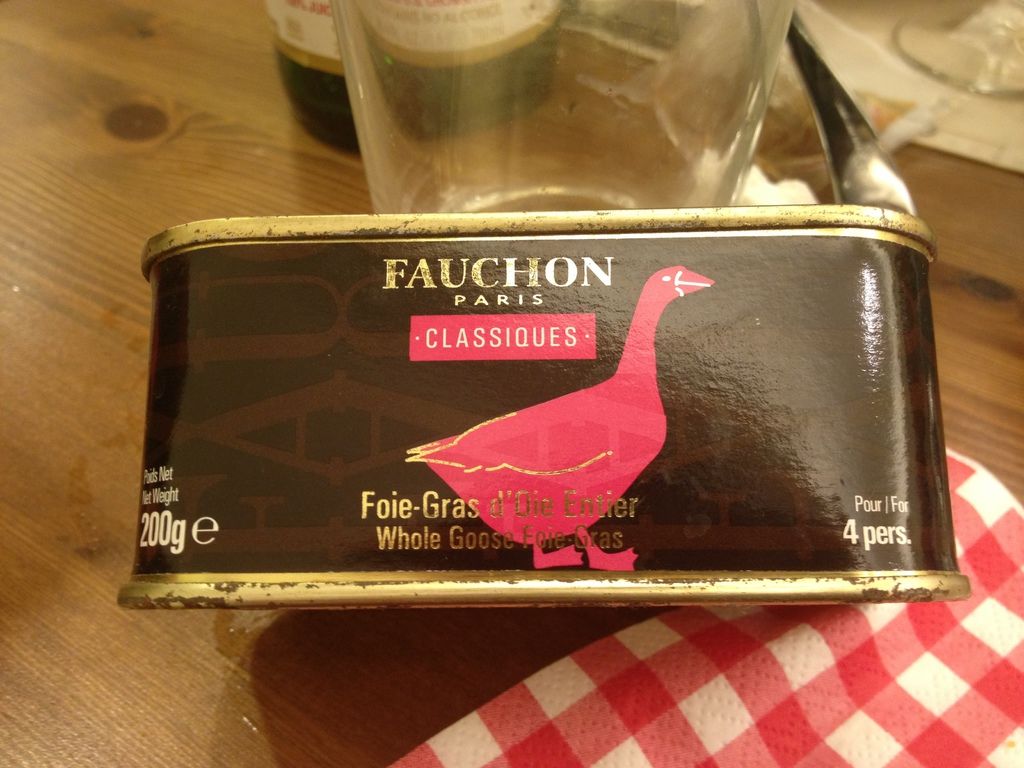 FAUCHON
PARIS
·CLASSIQUES·
Poids Net
Net Weight
200g e
Foie-Gras d'Oie Entier
Whole Goose Foie-Gras
Pour | For
4 pers.